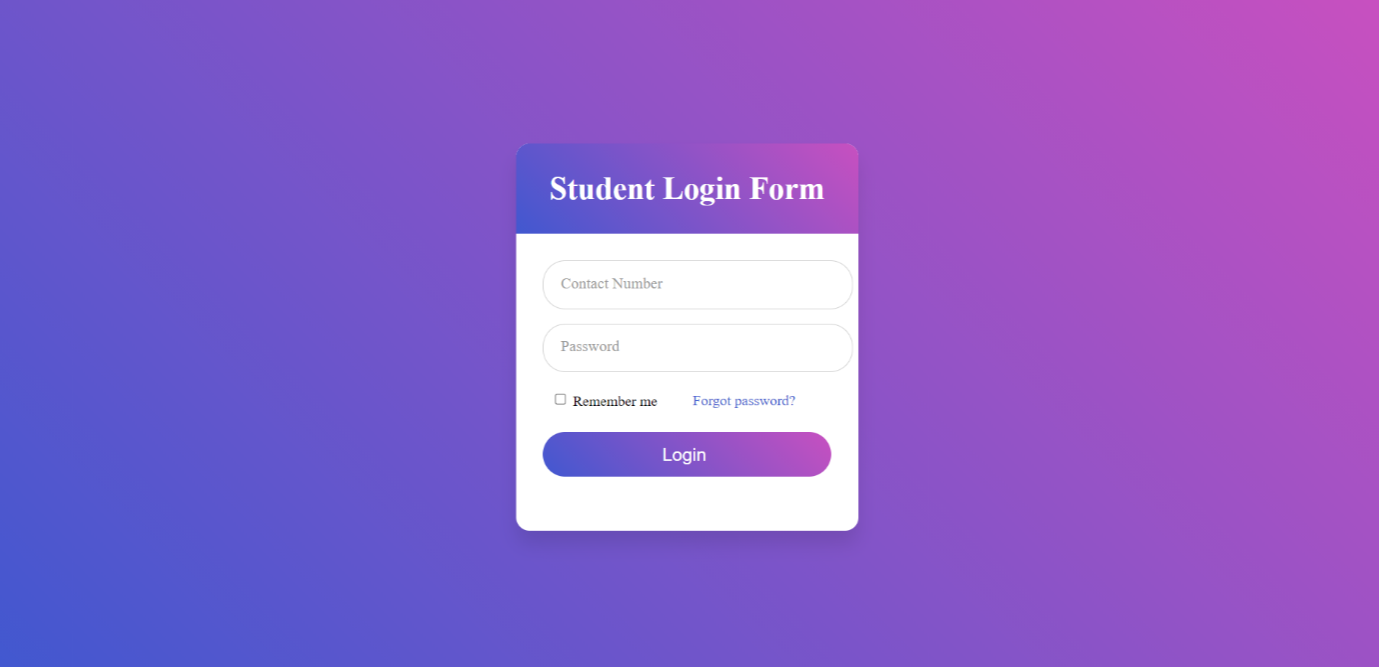 Student Login Form
Contact Number
Password
Remember me Forgot password?
Login